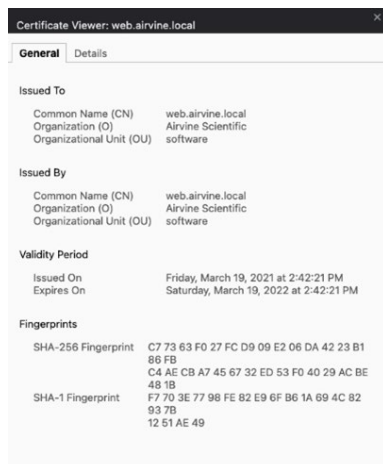 Certificate Viewer: web.airvine.local
General Details
Issued To
Common Name (CN) web.airvine.local
Organization (O) Airvine Scientific
Organizational Unit (OU) software
Issued By
Common Name (CN) web.airvine.local
Organization (O) Airvine Scientific
Organizational Unit (OU) software
Validity Period
Issued On Friday, March 19, 2021 at 2:42:21 PM
Expires On Saturday, March 19, 2022 at 2:42:21 PM
Fingerprints
SHA-256 Fingerprint C7 73 63 F0 27 FC D9 09 E2 06 DA 42 23 B1
86 FB
C4 AE CB A7 45 67 32 ED 53 F0 40 29 AC BE
48 1B
SHA-1 Fingerprint F7 70 3E 77 98 FE 82 E9 6F B6 1A 69 4C 82
93 7B
12 51 AE 49